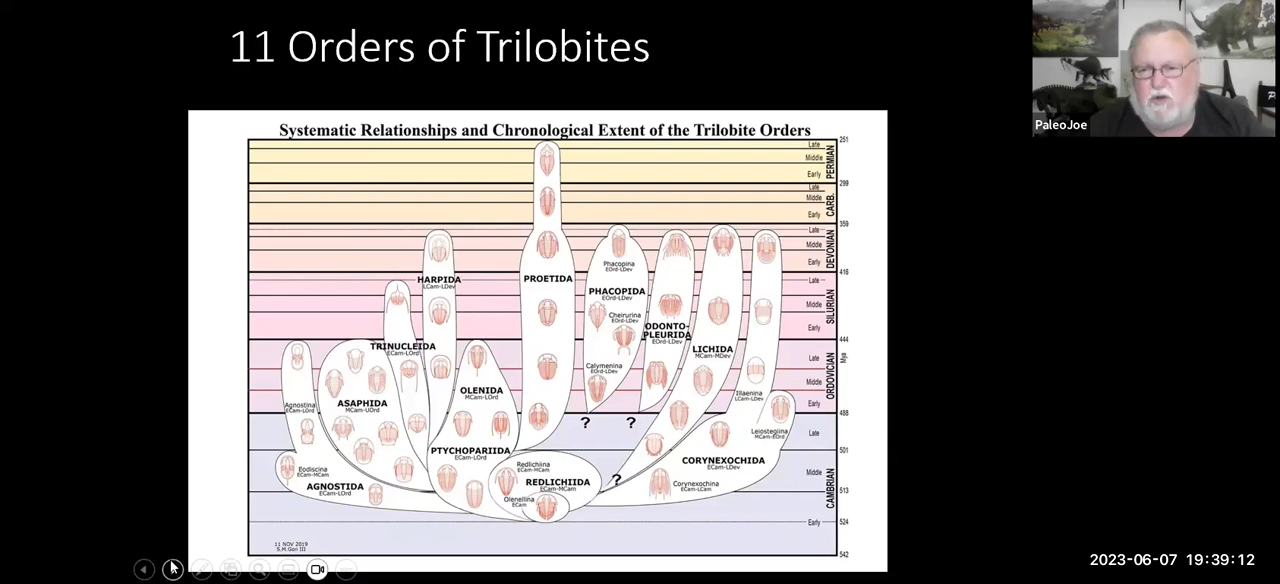 11 Orders of Trilobites
PaleoJoe
Systematic Relationships and Chronological Extent of the Trilobite Orders
251
Late
Middle
Early
PERMIAN
299
Late
Middle
Early
CARB.
359
Late
Middle
Early
DEVONIAN
416
Late
Middle
Early
SILURIAN
444
Mya
Late
Middle
Early
ORDOVICIAN
488
Late
501
Middle
513
CAMBRIAN
Early
524
542
HARPIDA
LCam-LDev
PROETIDA
Phacopina
EOrd-LDev
PHACOPIDA
EOrd-LDev
Cheirurina
EOrd-LDev
ODONTO-
PLEURIDA
EOrd-LDev
TRINUCLEIDA
ECam-LOrd
LICHIDA
MCam-MDev
Calymenina
EOrd-LDev
OLENIDA
MCam-LOrd
Illaenina
LCam-LDev
Agnostina
ECam-LOrd
ASAPHIDA
MCam-UOrd
? ?
Leiostegiina
MCam-EOrd
PTYCHOPARIIDA
ECam-LOrd
CORYNEXOCHIDA
ECam-LDev
Eodiscina
ECam-MCam
Redlichiina
ECam-MCam
REDLICHIIDA
ECam-MCam
?
AGNOSTIDA
ECam-LOrd
Corynexochina
ECam-LCam
Olenellina
ECam
11 NOV 2019
S.M.Gon III
2023-06-07 19:39:12